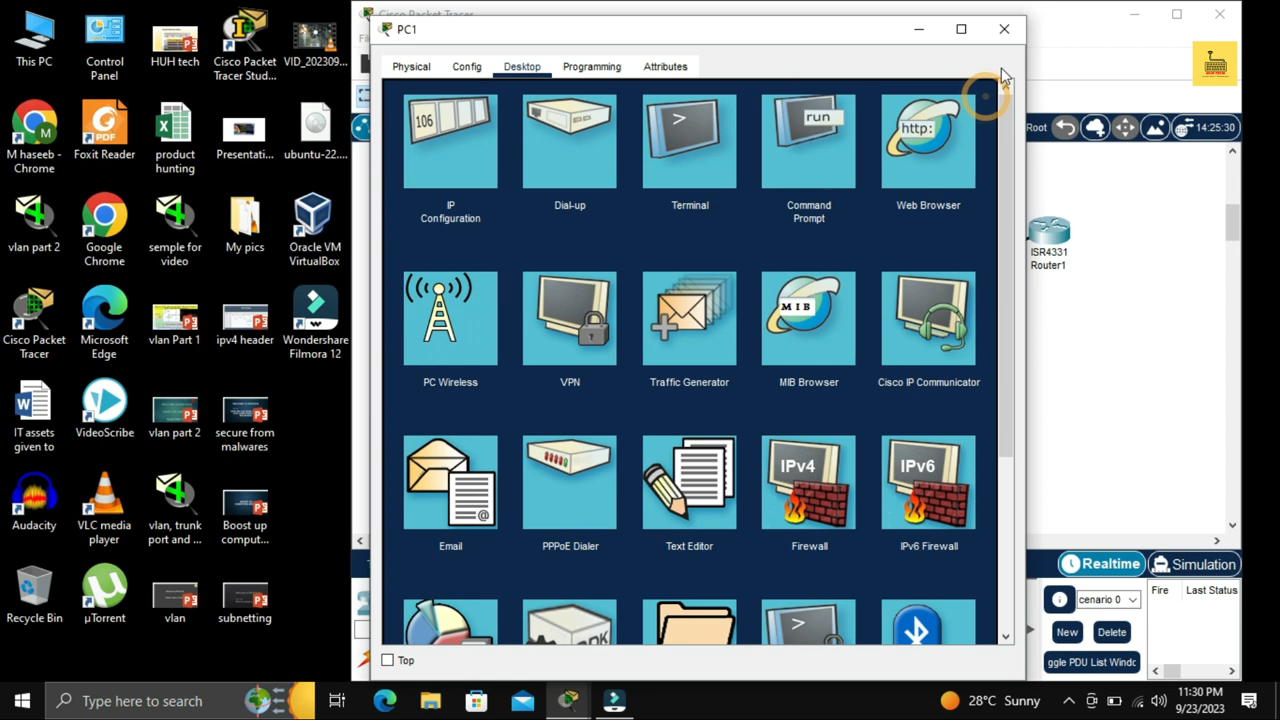 This PC
Control
Panel
HUH tech
Cisco Packet
Tracer Stud...
VID_202309...
M haseeb -
Chrome
Foxit Reader
product
hunting
Presentati...
ubuntu-22....
vlan part 2
Google
Chrome
semple for
video
My pics
Oracle VM
VirtualBox
Cisco Packet
Tracer
Microsoft
Edge
vlan Part 1
ipv4 header
Wondershare
Filmora 12
IT assets
given to
VideoScribe
vlan part 2
secure from
malwares
Audacity
VLC media
player
vlan, trunk
port and ...
Boost up
comput...
Recycle Bin
µTorrent
vlan
subnetting
Cisco Packet Tracer
PC1
Physical
Config
Desktop
Programming
Attributes
106
>
run
http:
IP
Configuration
Dial-up
Terminal
Command
Prompt
Web Browser
MIB
PC Wireless
VPN
Traffic Generator
MIB Browser
Cisco IP Communicator
@
IPv4
IPv6
Email
PPPoE Dialer
Text Editor
Firewall
IPv6 Firewall
>
Top
Root
14:25:30
ISR4331
Router1
Realtime
Simulation
cenario 0
New
Delete
ggle PDU List Windo
Fire
Last Status
Type here to search
28°C Sunny
11:30 PM
9/23/2023